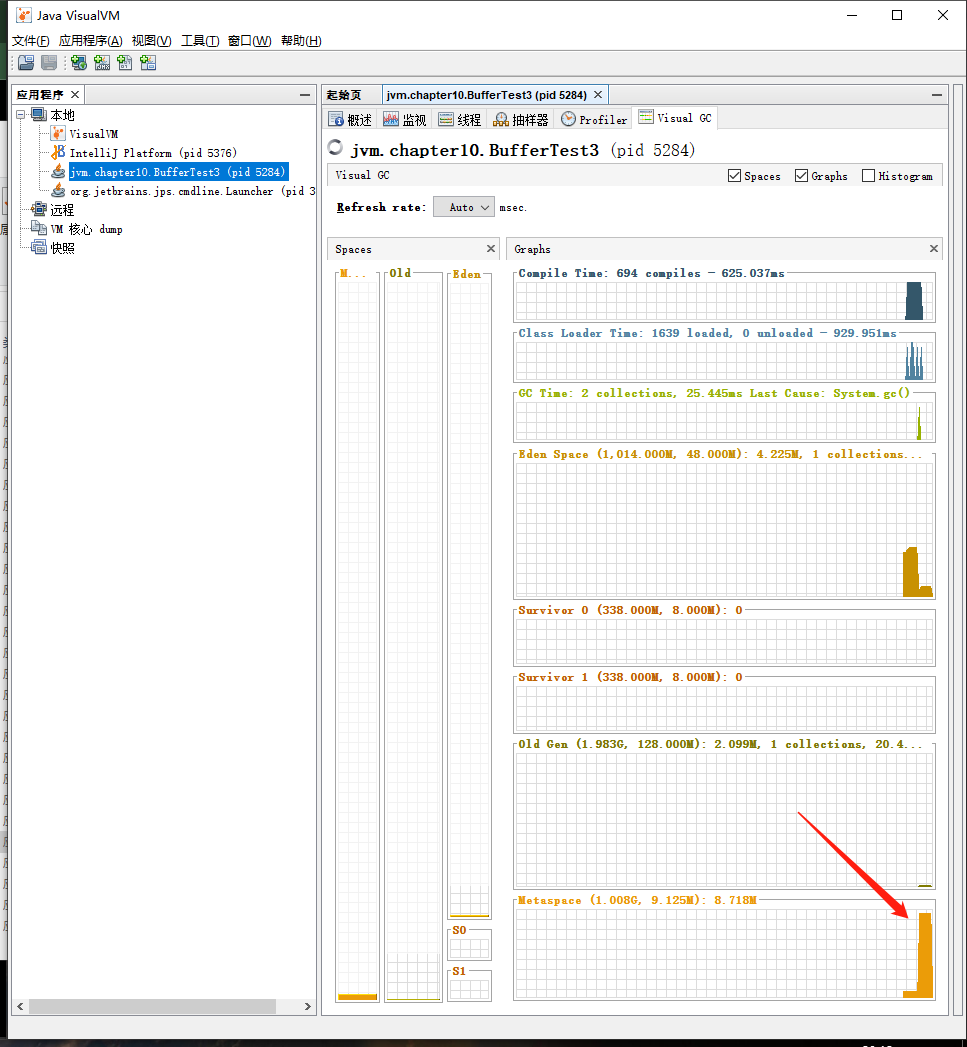 Java VisualVM
文件(F) 应用程序(A) 视图(V) 工具(T) 窗口(W) 帮助(H)
应用程序
本地
VisualVM
IntelliJ Platform (pid 5376)
jvm.chapter10.BufferTest3 (pid 5284)
org.jetbrains.jps.cmdline.Launcher (pid 3
远程
VM 核心 dump
快照
起始页 jvm.chapter10.BufferTest3 (pid 5284)
概述 监视 线程 抽样器 Profiler Visual GC
jvm.chapter10.BufferTest3 (pid 5284)
Visual GC Spaces Graphs Histogram
Refresh rate: Auto msec.
Spaces
M... Old Eden
S0
S1
Graphs
Compile Time: 694 compiles - 625.037ms
Class Loader Time: 1639 loaded, 0 unloaded - 929.951ms
GC Time: 2 collections, 25.445ms Last Cause: System.gc()
Eden Space (1,014.000M, 48.000M): 4.225M, 1 collections...
Survivor 0 (338.000M, 8.000M): 0
Survivor 1 (338.000M, 8.000M): 0
Old Gen (1.983G, 128.000M): 2.099M, 1 collections, 20.4...
Metaspace (1.008G, 9.125M): 8.718M